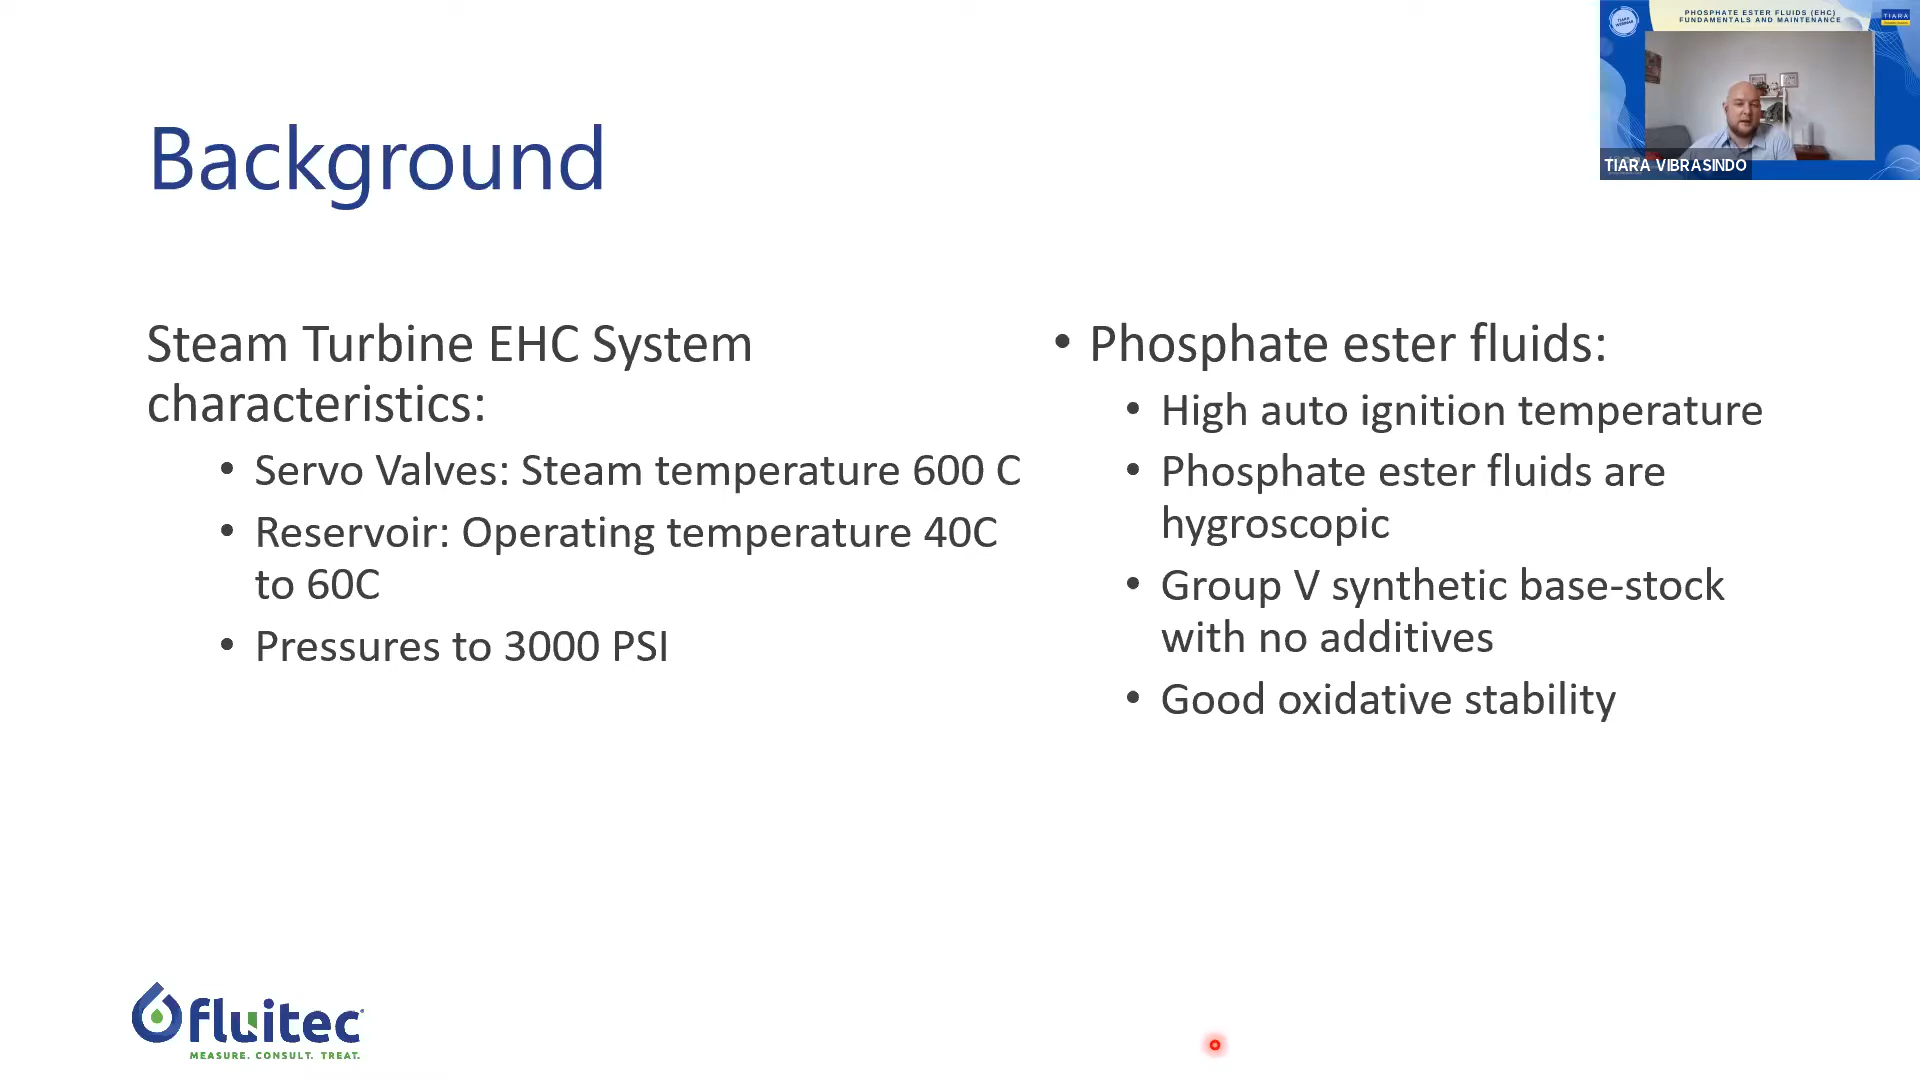 Background
Steam Turbine EHC System
characteristics:
• Servo Valves: Steam temperature 600 C
• Reservoir: Operating temperature 40C
to 60C
• Pressures to 3000 PSI
• Phosphate ester fluids:
• High auto ignition temperature
• Phosphate ester fluids are
hygroscopic
• Group V synthetic base-stock
with no additives
• Good oxidative stability
fluitec
MEASURE. CONSULT. TREAT.
PHOSPHATE ESTER FLUIDS (EHC)
FUNDAMENTALS AND MAINTENANCE
TIARA
TIARA VIBRASINDO